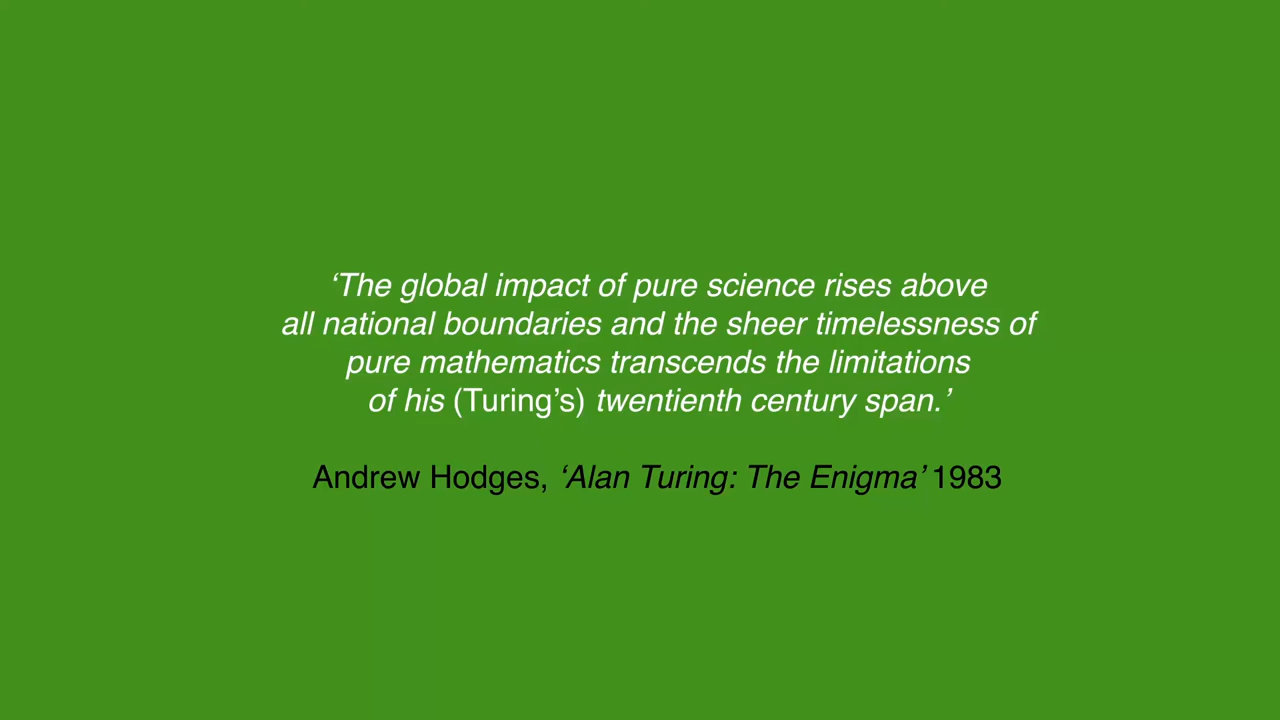 ‘The global impact of pure science rises above
all national boundaries and the sheer timelessness of
pure mathematics transcends the limitations
of his (Turing’s) twentienth century span.’
Andrew Hodges, ‘Alan Turing: The Enigma’ 1983